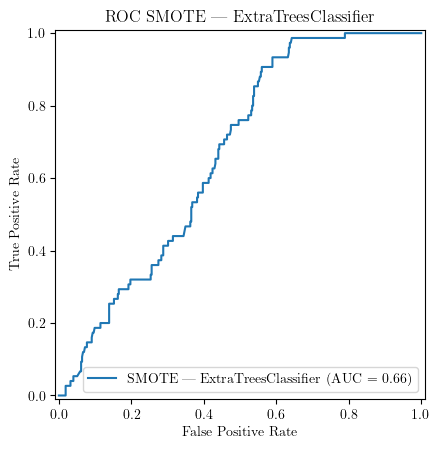 ROC SMOTE — ExtraTreesClassifier
1.0
0.8
0.6
0.4
0.2
0.0
True Positive Rate
SMOTE — ExtraTreesClassifier (AUC = 0.66)
0.0 0.2 0.4 0.6 0.8 1.0
False Positive Rate